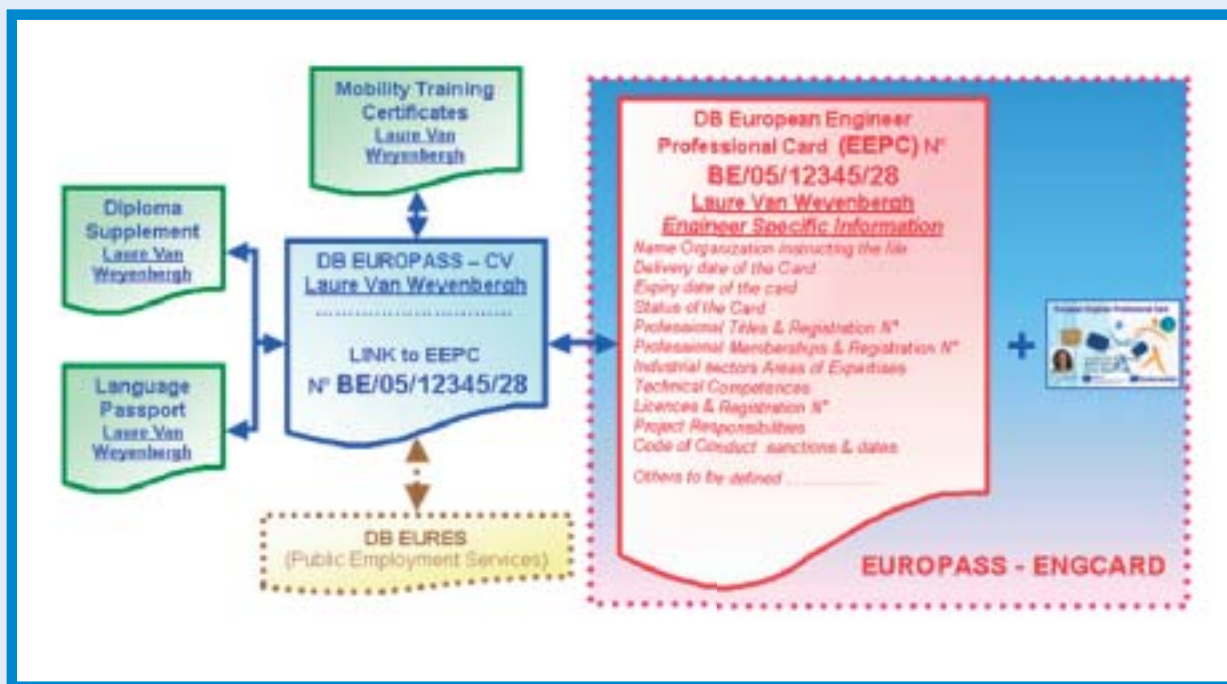 Mobility Training
Certificates
Laure Van
Weyenbergh
Diploma
Supplement
Laure Van
Weyenbergh
Language
Passport
Laure Van
Weyenbergh
DB EUROPASS – CV
Laure Van Weyenbergh
..............................
LINK to EEPC
N° BE/05/12345/28
DB EURES
(Public Employment Services)
DB European Engineer
Professional Card (EEPC) N°
BE/05/12345/28
Laure Van Weyenbergh
Engineer Specific Information
Name Organization instructing the file
Delivery date of the Card
Expiry date of the card
Status of the Card
Professional Titles & Registration N°
Professional Memberships & Registration N°
Industrial sectors Areas of Expertises
Technical Competences
Licences & Registration N°
Project Responsibilities
Code of Conduct sanctions & dates
Others to be defined ....................
+
European Engineer Professional Card
EUROPASS - ENGCARD